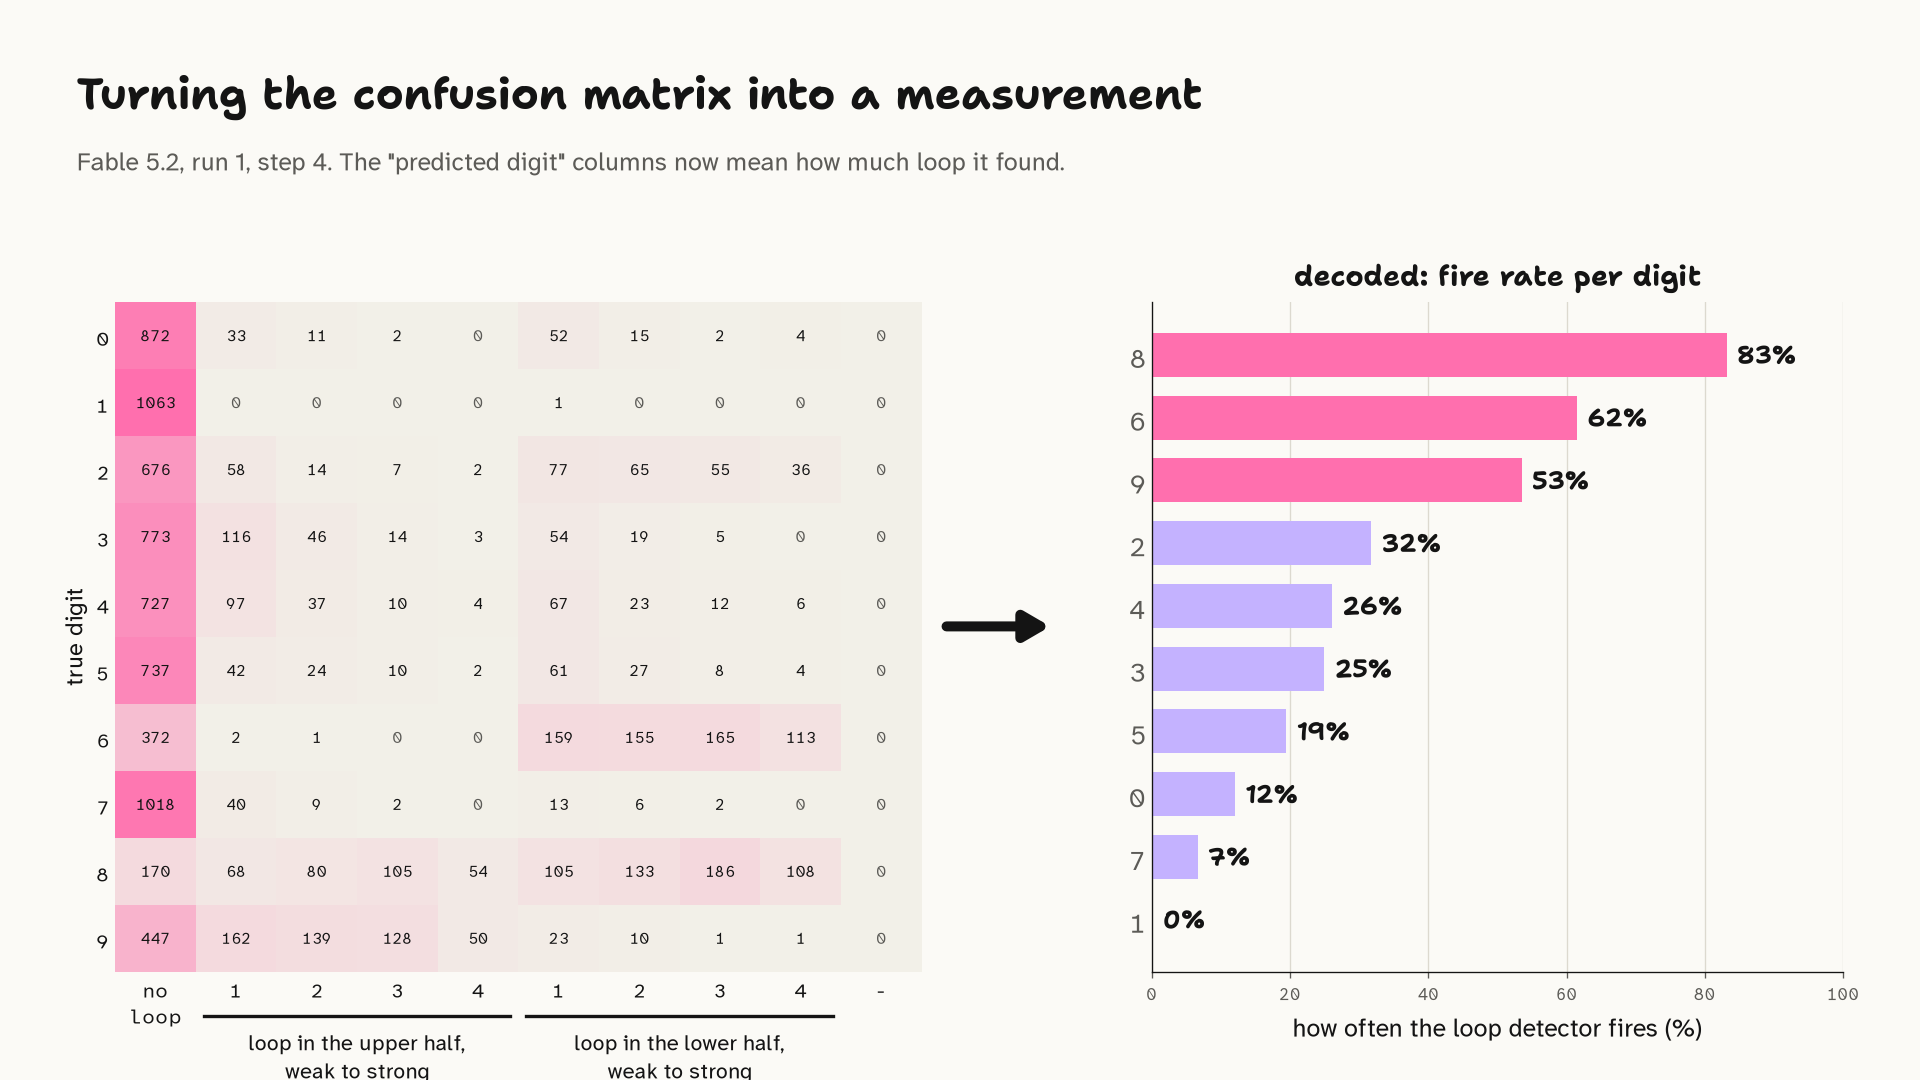 Turning the confusion matrix into a measurement
Fable 5.2, run 1, step 4. The "predicted digit" columns now mean how much loop it found.
true digit
0 872 33 11 2 0 52 15 2 4 0
1 1063 0 0 0 0 1 0 0 0 0
2 676 58 14 7 2 77 65 55 36 0
3 773 116 46 14 3 54 19 5 0 0
4 727 97 37 10 4 67 23 12 6 0
5 737 42 24 10 2 61 27 8 4 0
6 372 2 1 0 0 159 155 165 113 0
7 1018 40 9 2 0 13 6 2 0 0
8 170 68 80 105 54 105 133 186 108 0
9 447 162 139 128 50 23 10 1 1 0
no 1 2 3 4 1 2 3 4 -
loop
loop in the upper half,
weak to strong
loop in the lower half,
weak to strong
decoded: fire rate per digit
8 83%
6 62%
9 53%
2 32%
4 26%
3 25%
5 19%
0 12%
7 7%
1 0%
0 20 40 60 80 100
how often the loop detector fires (%)